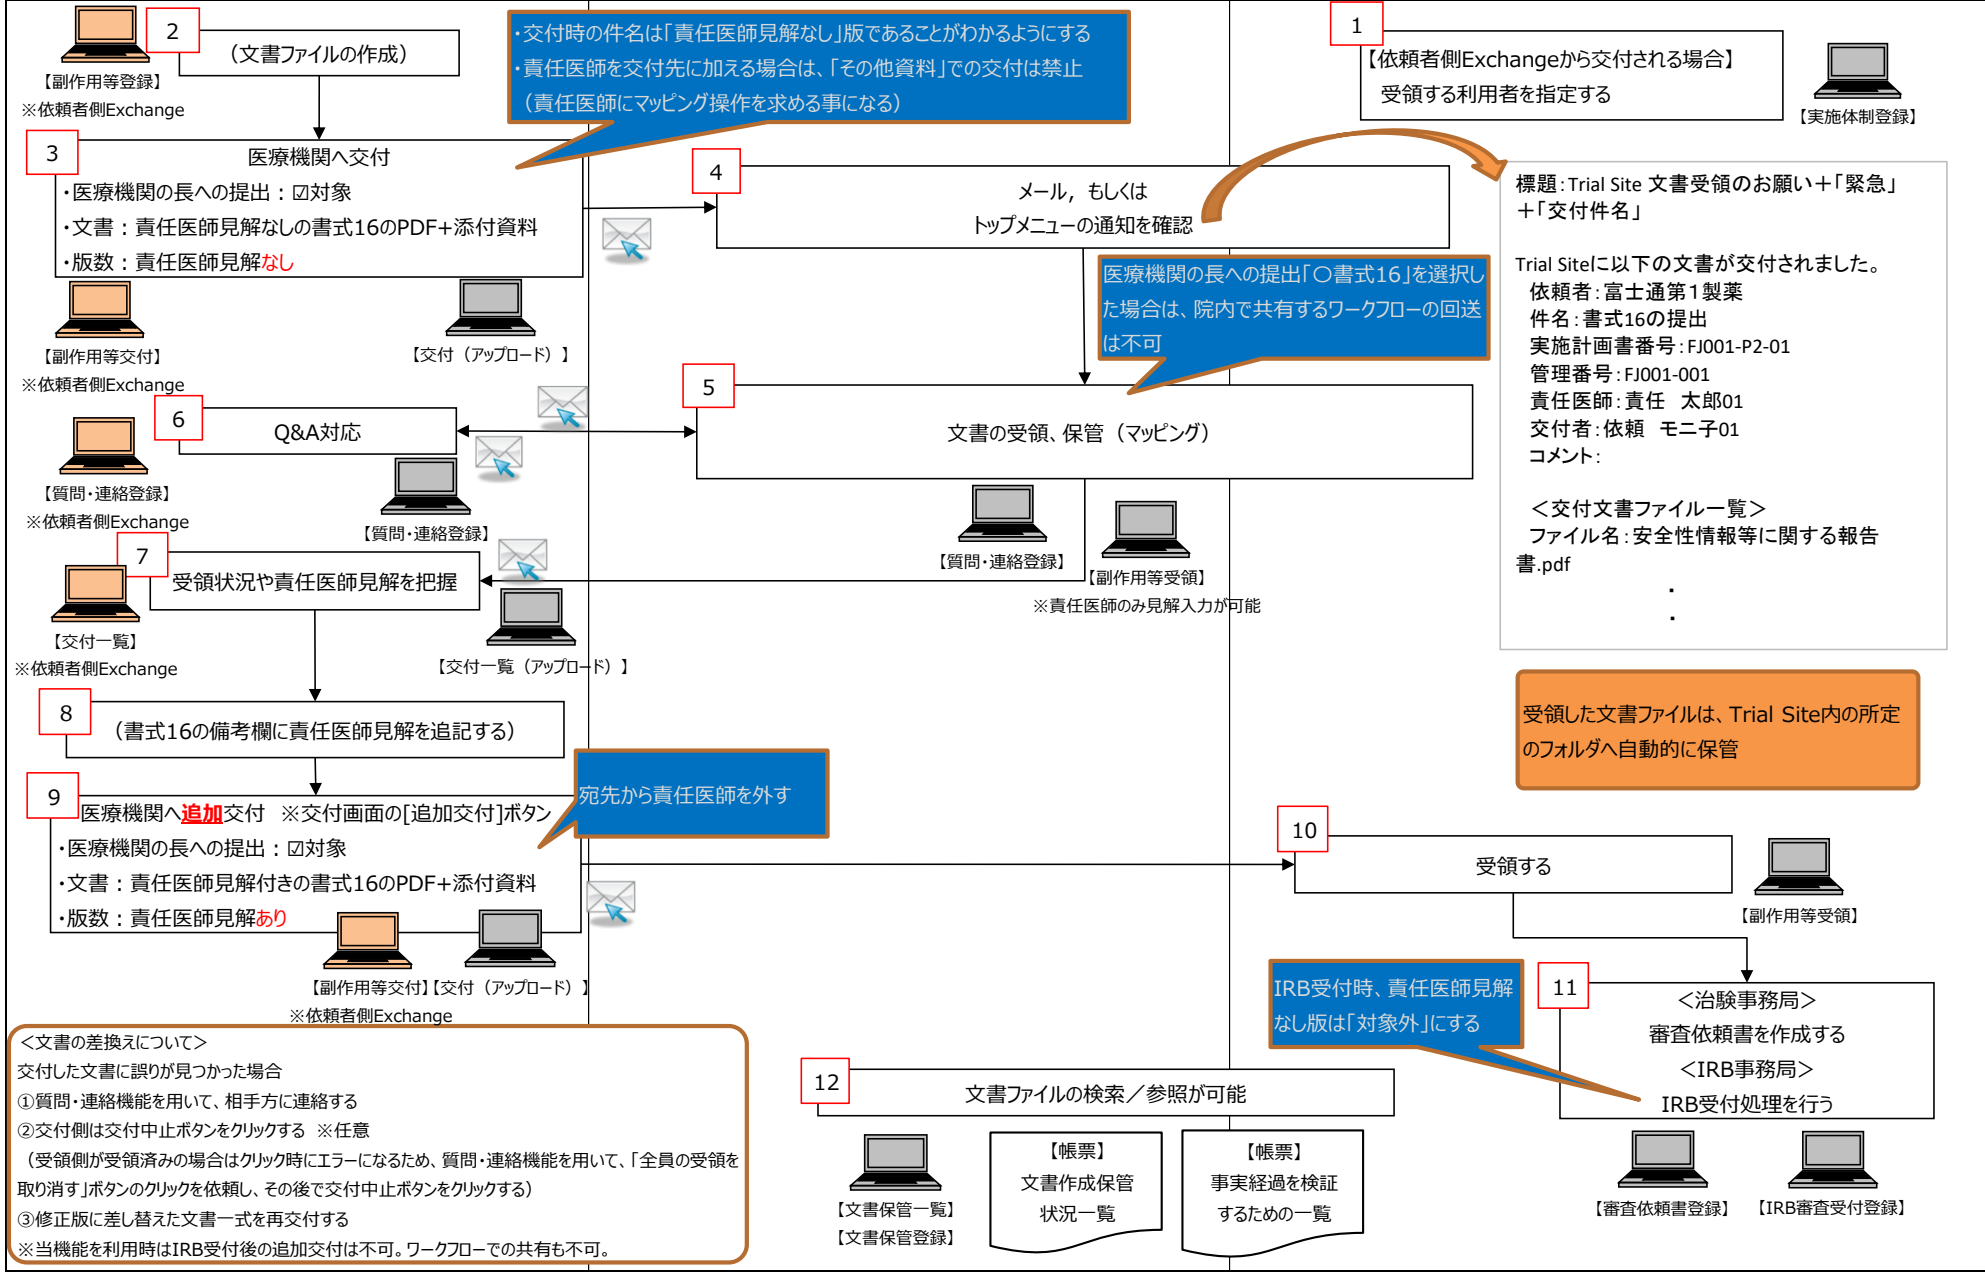 1
【依頼者側Exchangeから交付される場合】
受領する利用者を指定する
【実施体制登録】
2
（文書ファイルの作成）
【副作用等登録】
※依頼者側Exchange
・交付時の件名は「責任医師見解なし」版であることがわかるようにする
・責任医師を交付先に加える場合は、「その他資料」での交付は禁止
（責任医師にマッピング操作を求める事になる）
3
医療機関へ交付
・医療機関の長への提出：☑対象
・文書：責任医師見解なしの書式16のPDF+添付資料
・版数：責任医師見解なし
【副作用等交付】
※依頼者側Exchange
【交付（アップロード）】
4
メール，もしくは
トップメニューの通知を確認
標題：Trial Site 文書受領のお願い＋「緊急」
＋「交付件名」
Trial Siteに以下の文書が交付されました。
依頼者：富士通第１製薬
件名：書式16の提出
実施計画書番号：FJ001-P2-01
管理番号：FJ001-001
責任医師：責任　太郎01
交付者：依頼　モニ子01
コメント：
＜交付文書ファイル一覧＞
ファイル名：安全性情報等に関する報告
書.pdf
・
・
医療機関の長への提出「〇書式16」を選択し
た場合は、院内で共有するワークフローの回送
は不可
5
文書の受領、保管（マッピング）
【質問・連絡登録】
【副作用等受領】
※責任医師のみ見解入力が可能
6
Q&A対応
【質問・連絡登録】
※依頼者側Exchange
【質問・連絡登録】
7
受領状況や責任医師見解を把握
【交付一覧】
※依頼者側Exchange
【交付一覧（アップロード）】
8
（書式16の備考欄に責任医師見解を追記する）
受領した文書ファイルは、Trial Site内の所定
のフォルダへ自動的に保管
9
医療機関へ追加交付　※交付画面の[追加交付]ボタン
・医療機関の長への提出：☑対象
・文書：責任医師見解付きの書式16のPDF+添付資料
・版数：責任医師見解あり
【副作用等交付】【交付（アップロード）】
※依頼者側Exchange
宛先から責任医師を外す
10
受領する
【副作用等受領】
IRB受付時、責任医師見解
なし版は「対象外」にする
11
＜治験事務局＞
審査依頼書を作成する
＜IRB事務局＞
IRB受付処理を行う
【審査依頼書登録】
【IRB審査受付登録】
12
文書ファイルの検索／参照が可能
【文書保管一覧】
【文書保管登録】
【帳票】
文書作成保管
状況一覧
【帳票】
事実経過を検証
するための一覧
＜文書の差換えについて＞
交付した文書に誤りが見つかった場合
①質問・連絡機能を用いて、相手方に連絡する
②交付側は交付中止ボタンをクリックする　※任意
（受領側が受領済みの場合はクリック時にエラーになるため、質問・連絡機能を用いて、「全員の受領を
取り消す」ボタンのクリックを依頼し、その後で交付中止ボタンをクリックする）
③修正版に差し替えた文書一式を再交付する
※当機能を利用時はIRB受付後の追加交付は不可。ワークフローでの共有も不可。